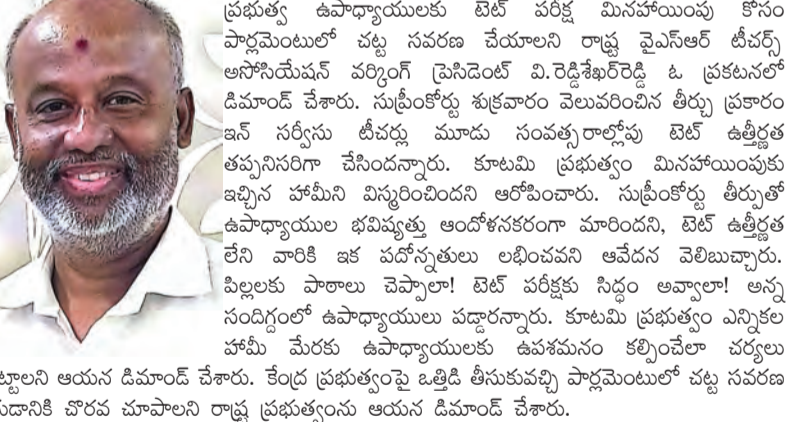 ప్రభుత్వ ఉపాధ్యాయులకు టెట్ పరీక్ష మినహాయింపు కోసం
పార్లమెంటులో చట్ట సవరణ చేయాలని రాష్ట్ర వైఎస్ఆర్ టీచర్స్
అసోసియేషన్ వర్కింగ్ ప్రెసిడెంట్ వి.రెడ్డిశేఖర్‌రెడ్డి ఓ ప్రకటనలో
డిమాండ్ చేశారు. సుప్రీంకోర్టు శుక్రవారం వెలువరించిన తీర్పు ప్రకారం
ఇన్ సర్వీసు టీచర్లు మూడు సంవత్సరాల్లోపు టెట్ ఉత్తీర్ణత
తప్పనిసరిగా చేసిందన్నారు. కూటమి ప్రభుత్వం మినహాయింపుకు
ఇచ్చిన హామీని విస్మరించిందని ఆరోపించారు. సుప్రీంకోర్టు తీర్పుతో
ఉపాధ్యాయుల భవిష్యత్తు ఆందోళనకరంగా మారిందని, టెట్ ఉత్తీర్ణత
లేని వారికి ఇక పదోన్నతులు లభించవని ఆవేదన వెలిబుచ్చారు.
పిల్లలకు పాఠాలు చెప్పాలా! టెట్ పరీక్షకు సిద్ధం అవ్వాలా! అన్న
సందిగ్దంలో ఉపాధ్యాయులు పడ్డారన్నారు. కూటమి ప్రభుత్వం ఎన్నికల
హామీ మేరకు ఉపాధ్యాయులకు ఉపశమనం కల్పించేలా చర్యలు
ఆయన డిమాండ్ చేశారు. కేంద్ర ప్రభుత్వంపై ఒత్తిడి తీసుకువచ్చి పార్లమెంటులో చట్ట సవరణ
చొరవ చూపాలని రాష్ట్ర ప్రభుత్వంను ఆయన డిమాండ్ చేశారు.